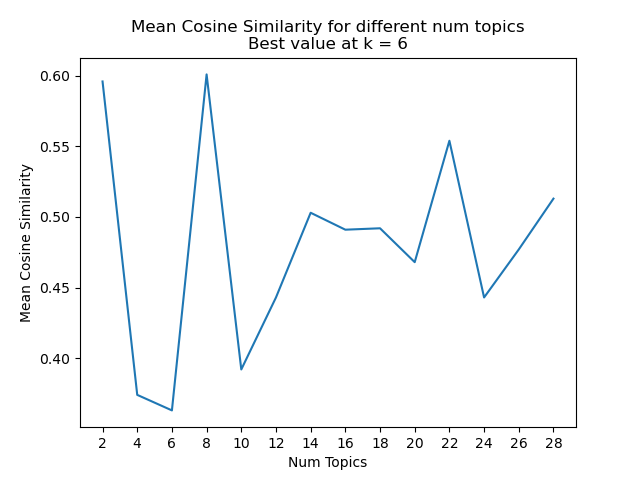 Mean Cosine Similarity for different num topics
Best value at k = 6
Mean Cosine Similarity
0.60
0.55
0.50
0.45
0.40
2 4 6 8 10 12 14 16 18 20 22 24 26 28
Num Topics